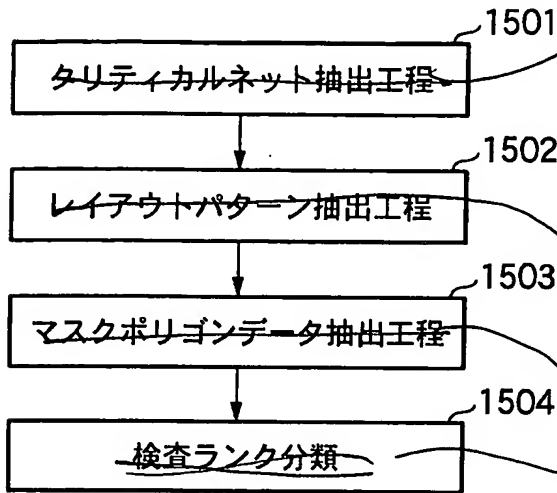 1501
タリティカルネット抽出工程
1502
レイアウトパターン抽出工程
1503
マスクポリゴンデータ抽出工程
1504
検査ランク分類